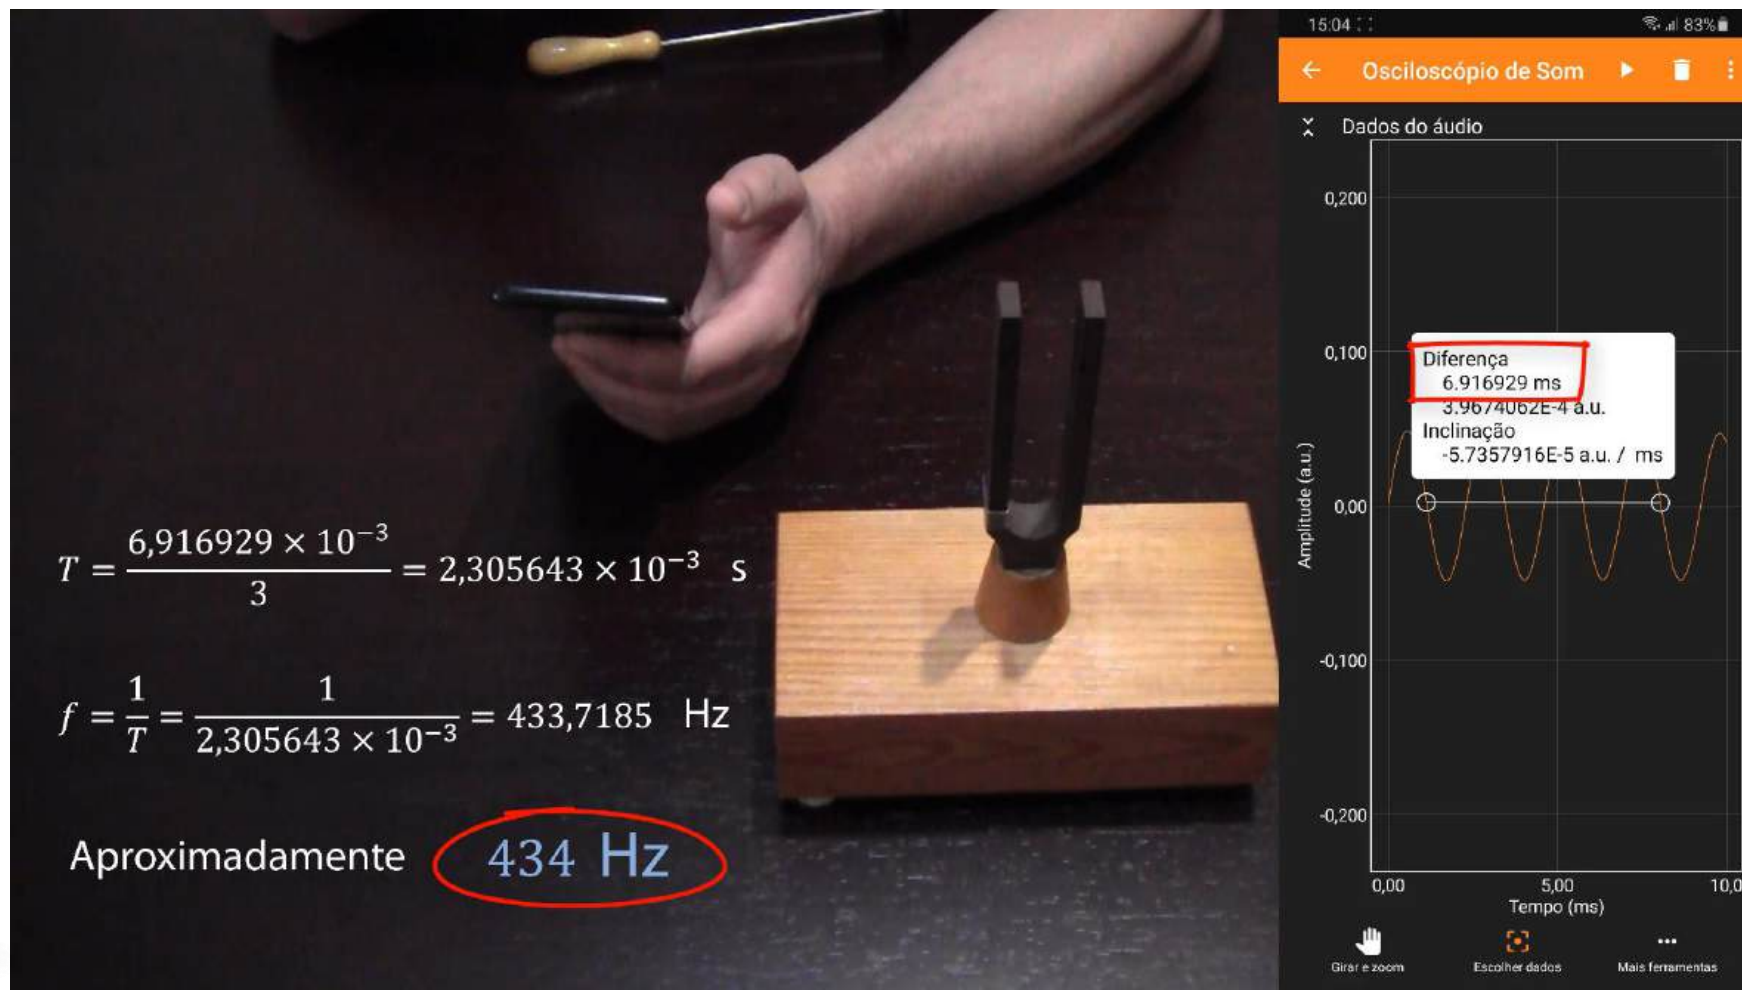 T = 6,916929 × 10⁻³ / 3 = 2,305643 × 10⁻³ s
f = 1 / T = 1 / 2,305643 × 10⁻³ = 433,7185 Hz
Aproximadamente 434 Hz
15:04 83%
Osciloscópio de Som
Dados do áudio
0,200
0,100
0,00
-0,100
-0,200
Amplitude (a.u.)
Diferença
6.916929 ms
3.9674062E-4 a.u.
Inclinação
-5.7357916E-5 a.u. / ms
0,00 5,00 10,0
Tempo (ms)
Girar e zoom Escolher dados Mais ferramentas